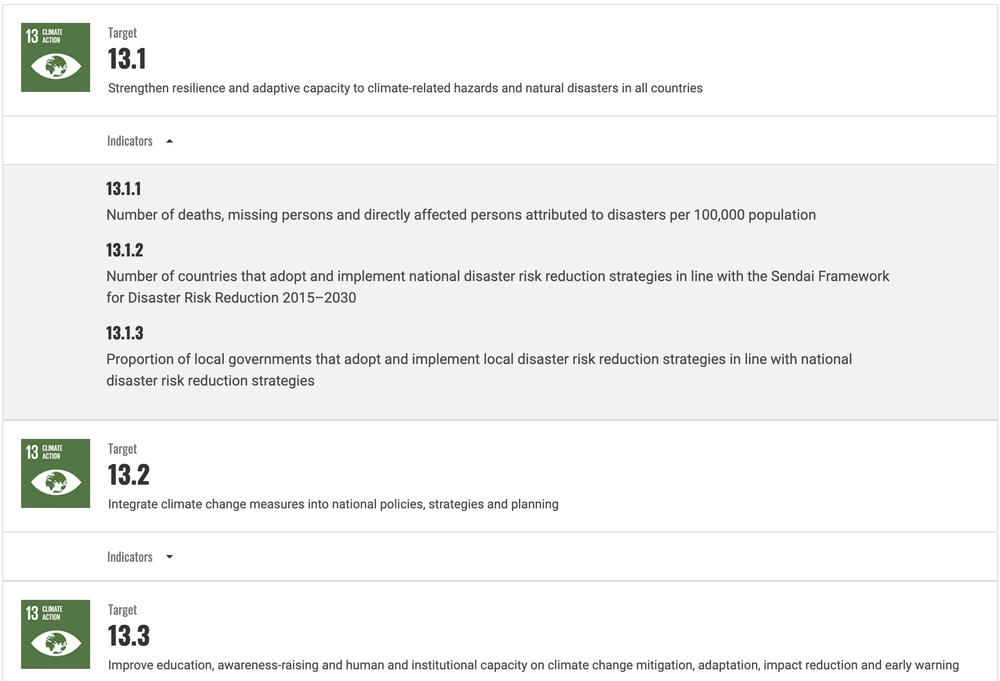 13 CLIMATE
ACTION
Target
13.1
Strengthen resilience and adaptive capacity to climate-related hazards and natural disasters in all countries
Indicators
13.1.1
Number of deaths, missing persons and directly affected persons attributed to disasters per 100,000 population
13.1.2
Number of countries that adopt and implement national disaster risk reduction strategies in line with the Sendai Framework
for Disaster Risk Reduction 2015–2030
13.1.3
Proportion of local governments that adopt and implement local disaster risk reduction strategies in line with national
disaster risk reduction strategies
13 CLIMATE
ACTION
Target
13.2
Integrate climate change measures into national policies, strategies and planning
Indicators
13 CLIMATE
ACTION
Target
13.3
Improve education, awareness-raising and human and institutional capacity on climate change mitigation, adaptation, impact reduction and early warning